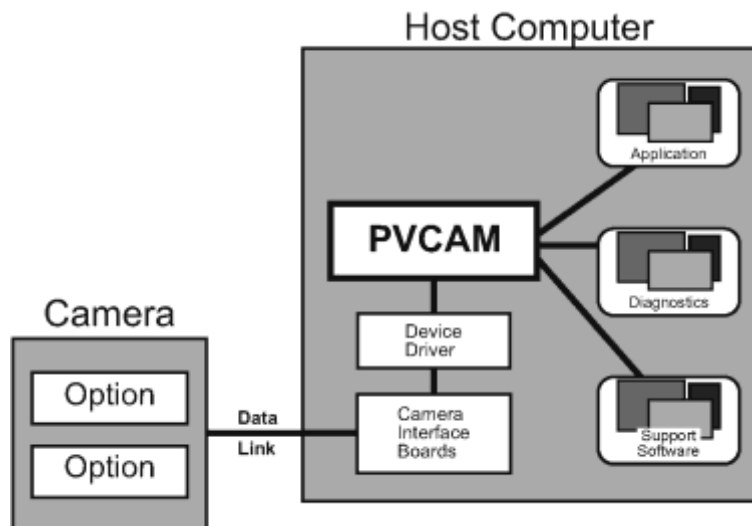 Host Computer
Application
PVCAM
Diagnostics
Camera
Device
Driver
Option
Data
Link
Camera
Interface
Boards
Support
Software
Option